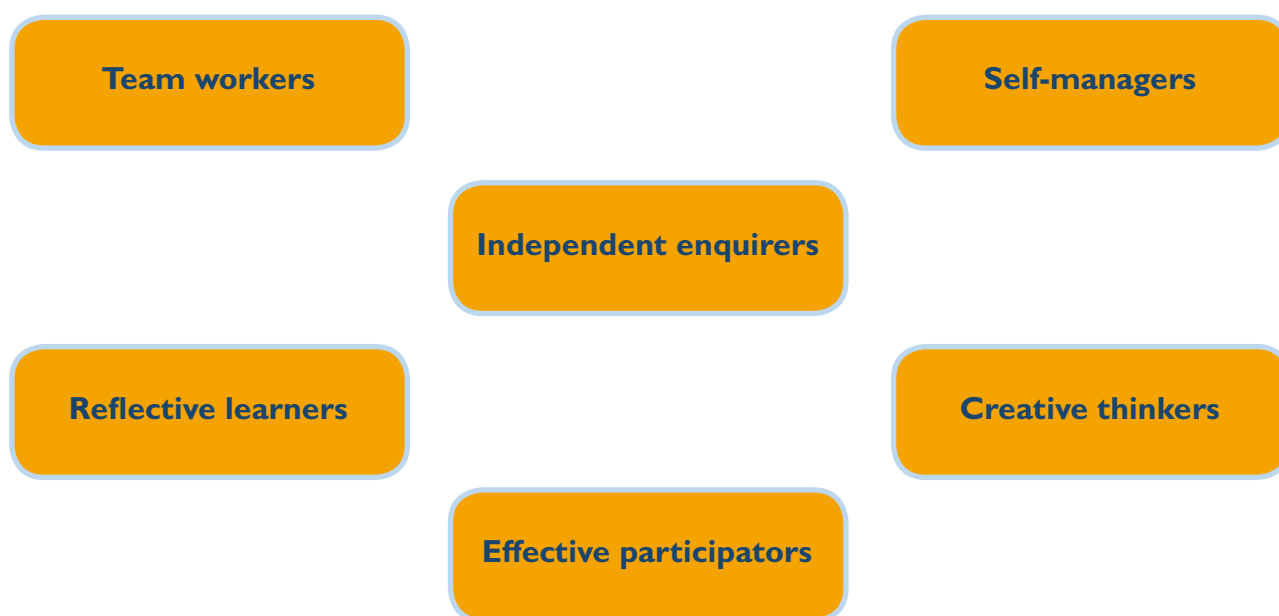 Team workers
Self-managers
Independent enquirers
Reflective learners
Creative thinkers
Effective participators